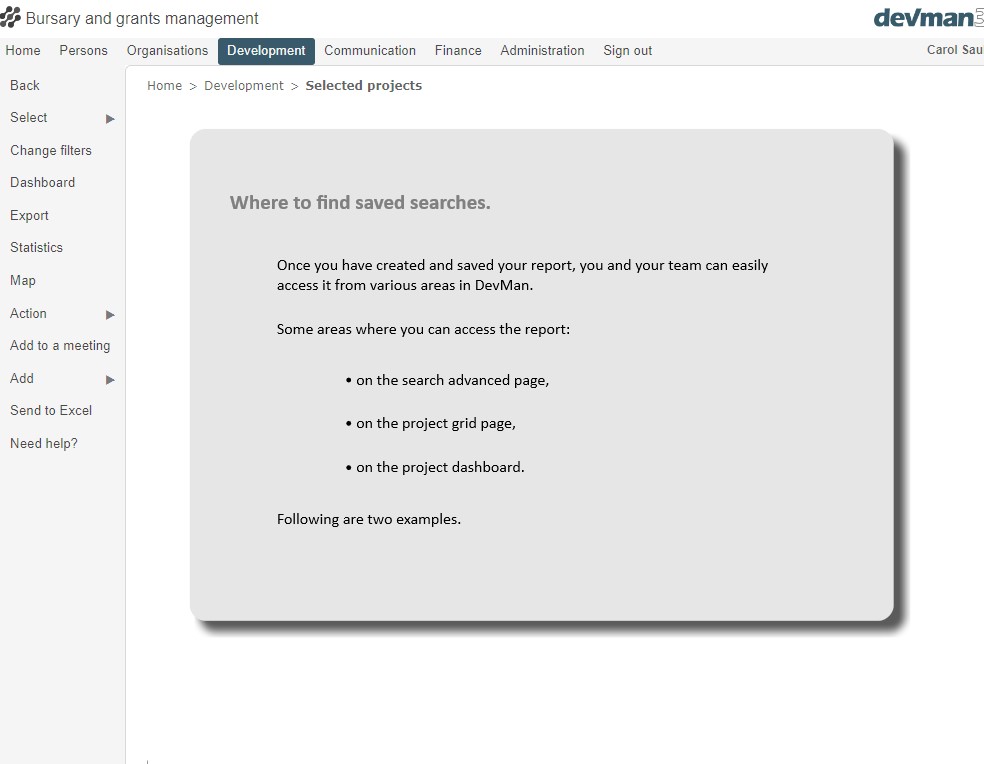 Bursary and grants management
devman
Home Persons Organisations Development Communication Finance Administration Sign out Carol Sau
Back
Home > Development > Selected projects
Select
Change filters
Dashboard
Export
Statistics
Map
Action
Add to a meeting
Add
Send to Excel
Need help?
Where to find saved searches.
Once you have created and saved your report, you and your team can easily
access it from various areas in DevMan.
Some areas where you can access the report:
• on the search advanced page,
• on the project grid page,
• on the project dashboard.
Following are two examples.